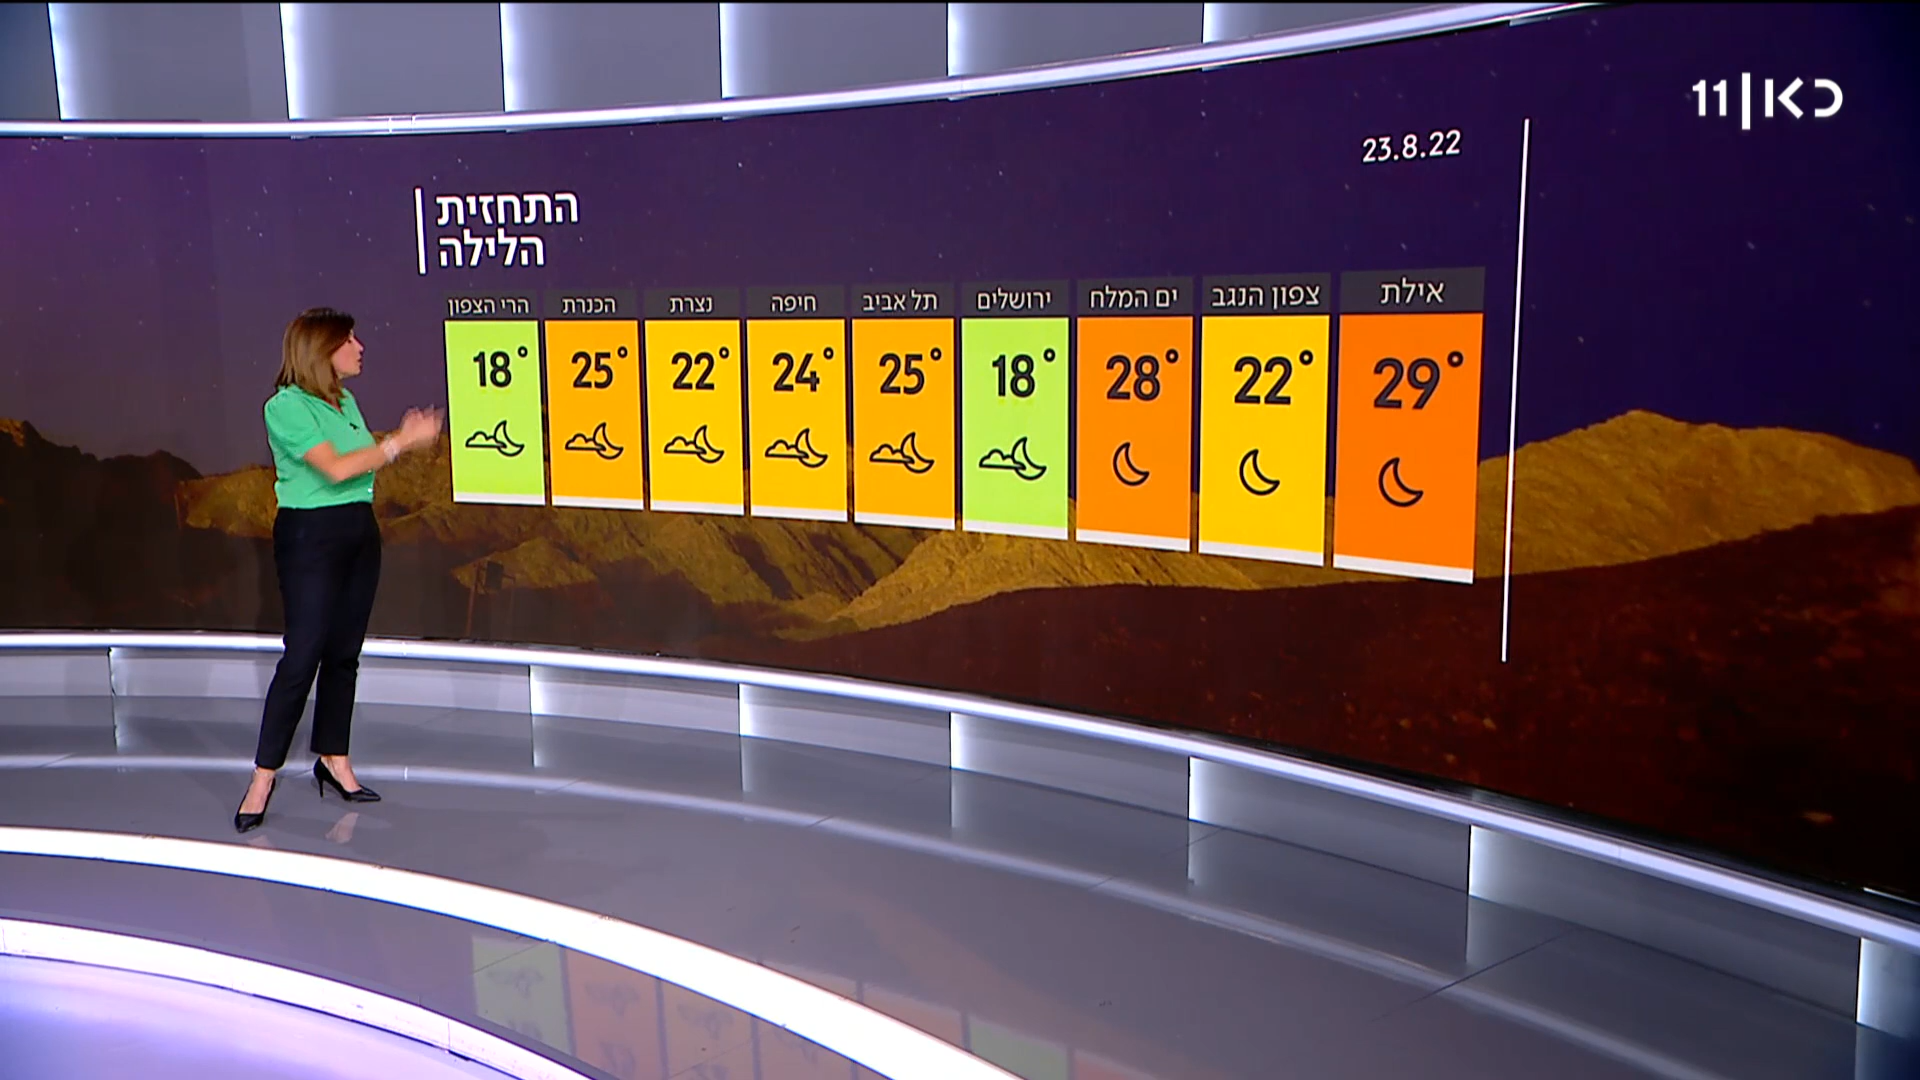 כאן 11
23.8.22
התחזית
הלילה
אילת
צפון הנגב
ים המלח
ירושלים
תל אביב
חיפה
נצרת
הכנרת
הרי הצפון
29°
22°
28°
18°
25°
24°
22°
25°
18°